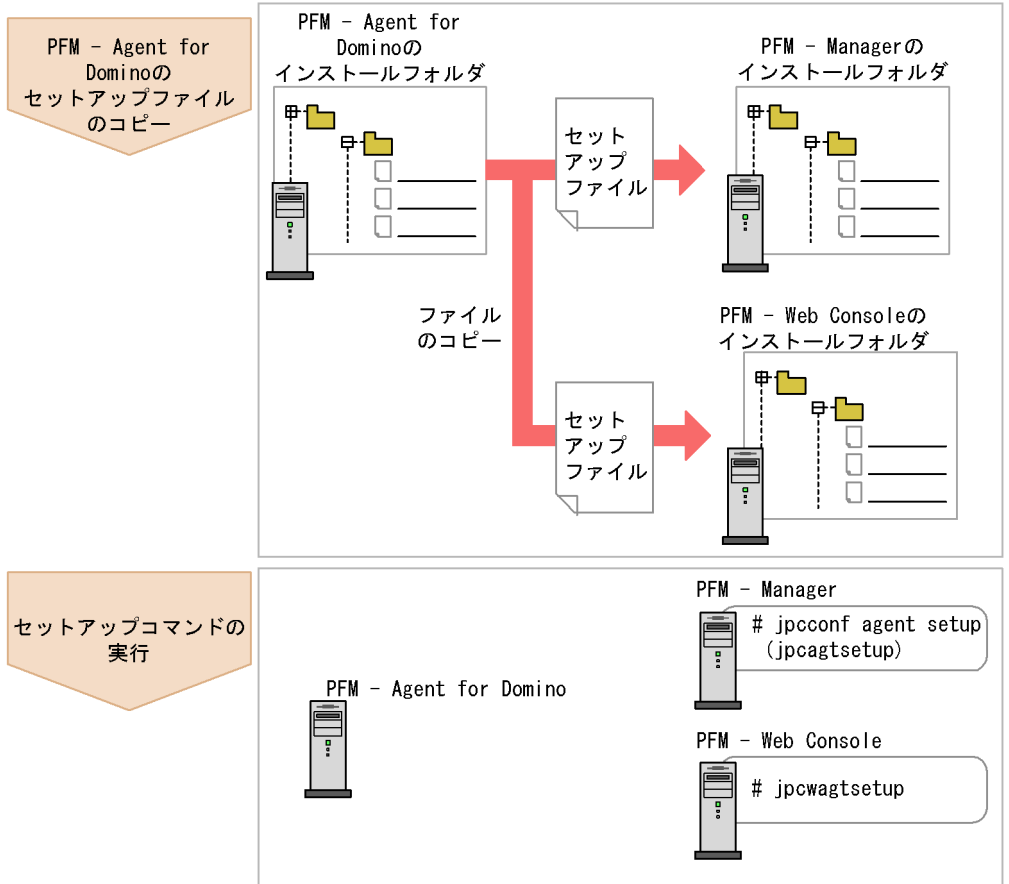 PFM - Agent for
Dominoの
セットアップファイル
のコピー
PFM - Agent for
Dominoの
インストールフォルダ
セット
アップ
ファイル
PFM - Managerの
インストールフォルダ
ファイル
のコピー
セット
アップ
ファイル
PFM - Web Consoleの
インストールフォルダ
セットアップコマンドの
実行
PFM - Agent for Domino
PFM - Manager
# jpcconf agent setup
(jpcagtsetup)
PFM - Web Console
# jpcwagtsetup